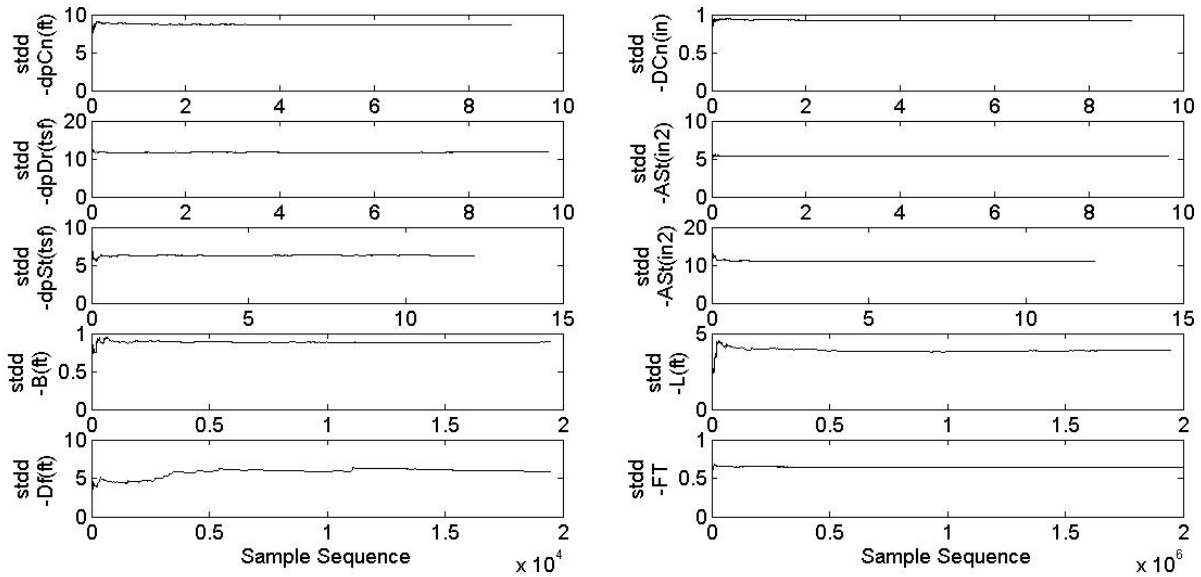 stdd
-dpCn(ft)
10
5
0
0 2 4 6 8 10
stdd
-DCn(in)
1
0.5
0
0 2 4 6 8 10
stdd
-dpDr(tsf)
20
10
0
0 2 4 6 8 10
stdd
-ASt(in2)
10
5
0
0 2 4 6 8 10
stdd
-dpSt(tsf)
10
5
0
0 5 10 15
stdd
-ASt(in2)
20
10
0
0 5 10 15
stdd
-B(ft)
1
0.5
0
0 0.5 1 1.5 2
stdd
-L(ft)
5
0
0 0.5 1 1.5 2
stdd
-Df(ft)
10
5
0
0 0.5 1 1.5 2
Sample Sequence
x 10^4
stdd
-FT
1
0.5
0
0 0.5 1 1.5 2
Sample Sequence
x 10^6